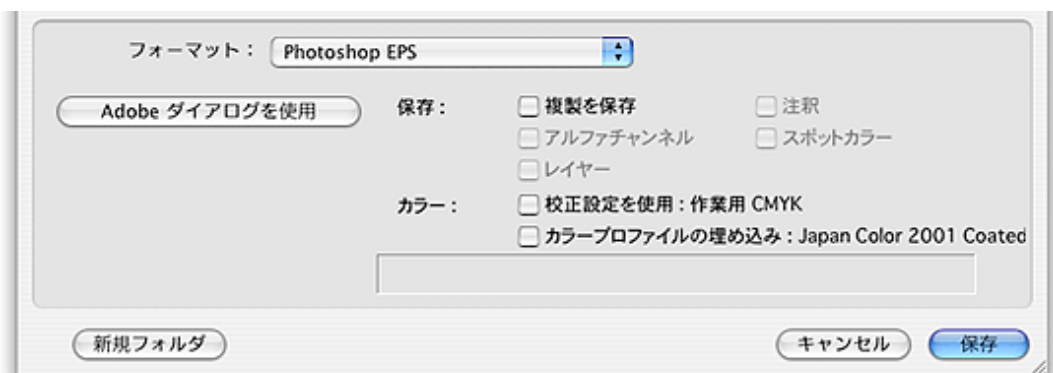 フォーマット： Photoshop EPS
Adobe ダイアログを使用
保存： 複製を保存 注釈
アルファチャンネル スポットカラー
レイヤー
カラー： 校正設定を使用：作業用 CMYK
カラープロファイルの埋め込み：Japan Color 2001 Coated
新規フォルダ キャンセル 保存